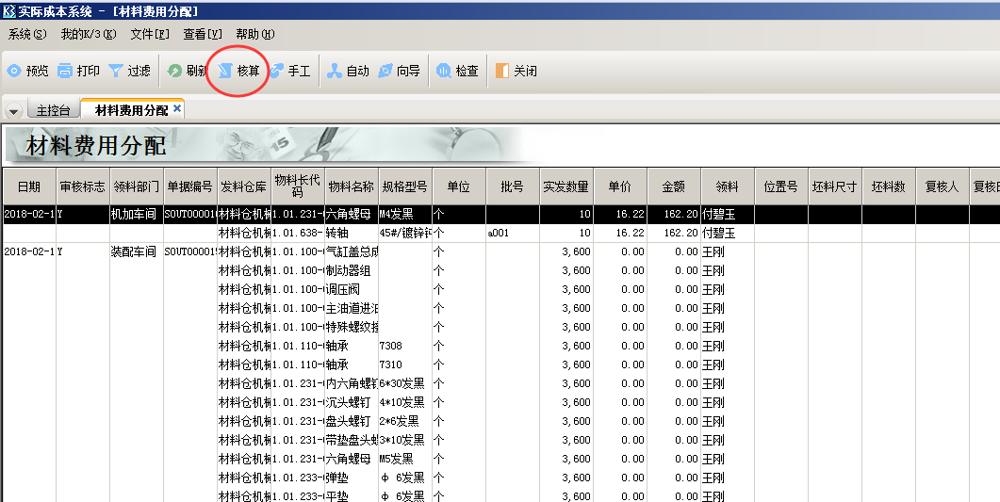 实际成本系统 - [材料费用分配]
系统(S) 我的K/3(K) 文件[F] 查看[V] 帮助(H)
预览 打印 过滤 刷新 核算 手工 自动 向导 检查 关闭
主控台 材料费用分配
材料费用分配
日期 审核标志 领料部门 单据编号 发料仓库 物料长代码 物料名称 规格型号 单位 批号 实发数量 单价 金额 领料 位置号 坯料尺寸 坯料数 复核人
2018-02-1 Y 机加车间 SOUT00001 材料仓机 1.01.231- 六角螺母 M4发黑 个 10 16.22 162.20 付碧玉
材料仓机 1.01.638- 转轴 45#/镀锌 个 a001 10 16.22 162.20 付碧玉
2018-02-1 Y 装配车间 SOUT00001 材料仓机 1.01.100- 气缸盖总成 个 3,600 0.00 0.00 王刚
材料仓机 1.01.100- 制动器组 个 3,600 0.00 0.00 王刚
材料仓机 1.01.100- 调压阀 个 3,600 0.00 0.00 王刚
材料仓机 1.01.100- 主油道进油 个 3,600 0.00 0.00 王刚
材料仓机 1.01.100- 特殊螺纹接 个 3,600 0.00 0.00 王刚
材料仓机 1.01.110- 轴承 7308 个 3,600 0.00 0.00 王刚
材料仓机 1.01.110- 轴承 7310 个 3,600 0.00 0.00 王刚
材料仓机 1.01.231- 内六角螺钉 6*30发黑 个 3,600 0.00 0.00 王刚
材料仓机 1.01.231- 沉头螺钉 4*10发黑 个 3,600 0.00 0.00 王刚
材料仓机 1.01.231- 盘头螺钉 2*6发黑 个 3,600 0.00 0.00 王刚
材料仓机 1.01.231- 带垫盘头螺 3*10发黑 个 3,600 0.00 0.00 王刚
材料仓机 1.01.231- 六角螺母 M5发黑 个 3,600 0.00 0.00 王刚
材料仓机 1.01.233- 弹垫 φ 6发黑 个 3,600 0.00 0.00 王刚
材料仓机 1.01.233- 平垫 φ 6发黑 个 3,600 0.00 0.00 王刚